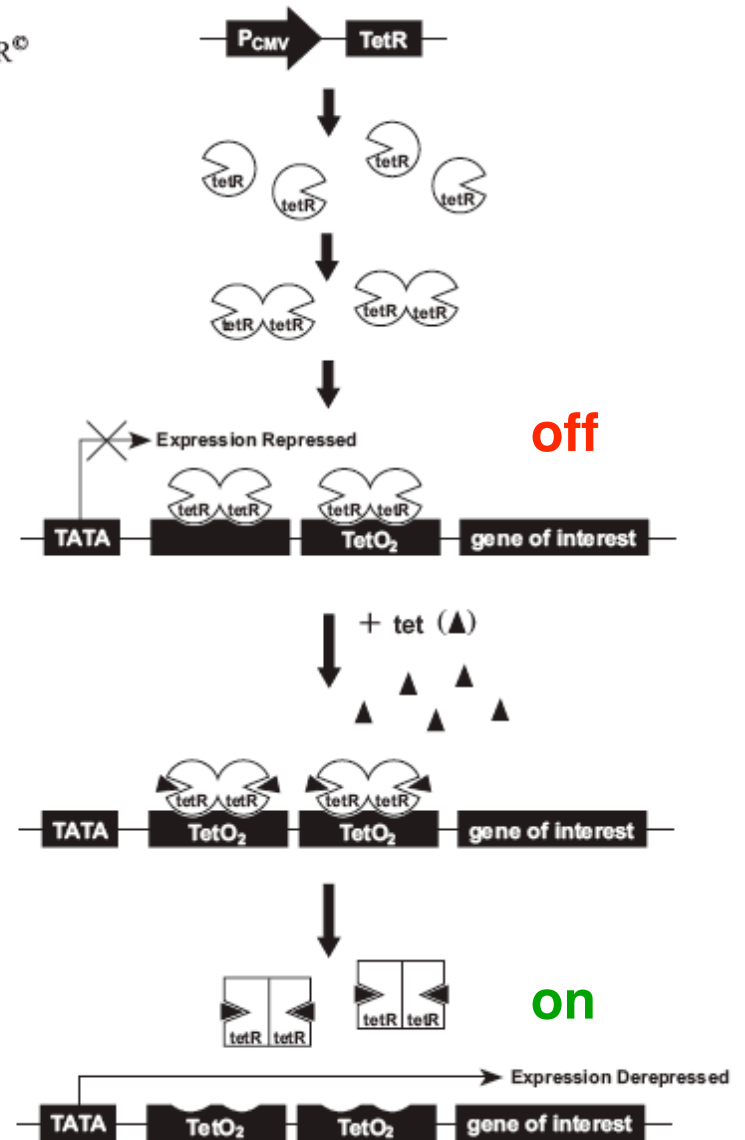 R©
P_CMV TetR
tetR tetR tetR tetR
tetR tetR tetR tetR
Expression Repressed off
tetR tetR tetR tetR
TATA TetO₂ gene of interest
+ tet (▲)
tetR tetR tetR tetR
TATA TetO₂ TetO₂ gene of interest
on
tetR tetR tetR tetR
Expression Derepressed
TATA TetO₂ TetO₂ gene of interest